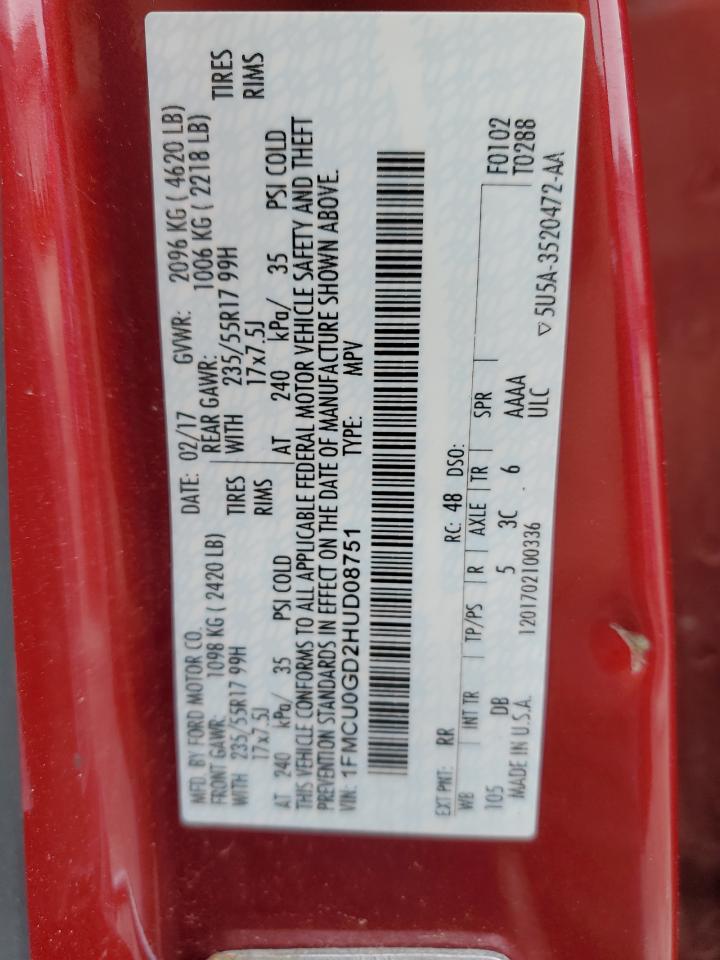 MFD. BY FORD MOTOR CO. DATE: 02/17 GVWR: 2096 KG ( 4620 LB)
FRONT GAWR: 1098 KG ( 2420 LB) REAR GAWR: 1006 KG ( 2218 LB)
WITH 235/55R17 99H TIRES WITH 235/55R17 99H TIRES
17x7.5J RIMS 17x7.5J RIMS
AT 240 kPa/ 35 PSI COLD AT 240 kPa/ 35 PSI COLD
THIS VEHICLE CONFORMS TO ALL APPLICABLE FEDERAL MOTOR VEHICLE SAFETY AND THEFT
PREVENTION STANDARDS IN EFFECT ON THE DATE OF MANUFACTURE SHOWN ABOVE.
VIN: 1FMCU0GD2HUD08751 TYPE: MPV
EXT PNT: RR RC: 48 DSO:
WB INT TR TP/PS R AXLE TR SPR F0102
105 DB 5 3C 6 AAAA T0288
MADE IN U.S.A. 1201702100336 ULC ▽ 5U5A-3520472-AA